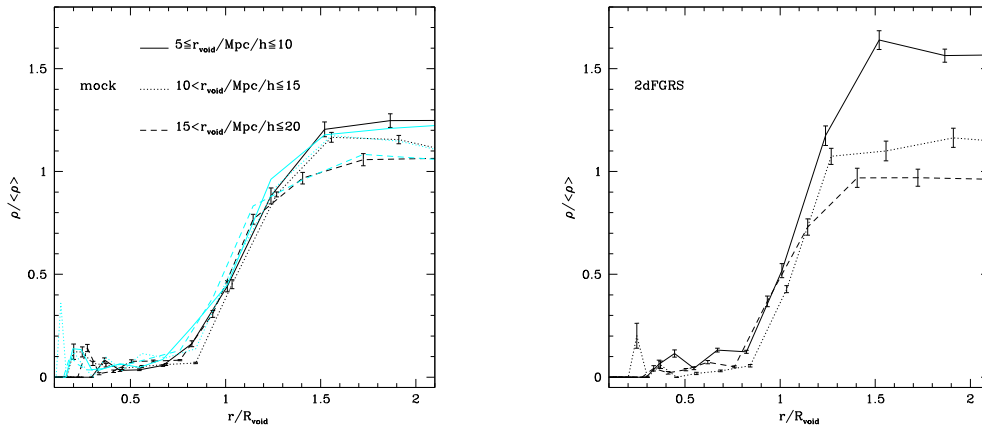 1.5
1
0.5
0
ρ/<ρ>
mock
5≤r_void/Mpc/h≤10
10<r_void/Mpc/h≤15
15<r_void/Mpc/h≤20
0.5
1
1.5
2
r/R_void
1.5
1
0.5
0
ρ/<ρ>
2dFGRS
0.5
1
1.5
2
r/R_void